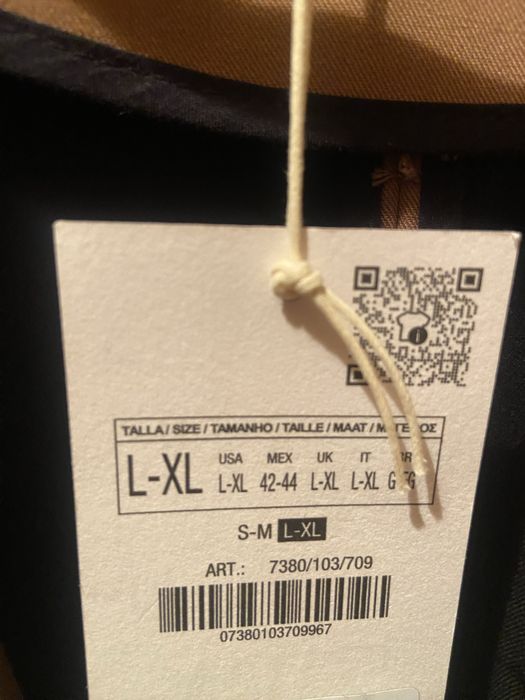 TALLA / SIZE / TAMANHO / TAILLE / MAAT /
L-XL
USA MEX UK IT
L-XL 42-44 L-XL L-XL
S-M L-XL
ART.: 7380/103/709
07380103709967